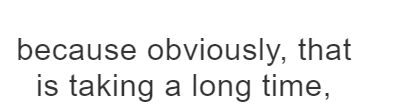 because obviously, that
is taking a long time,